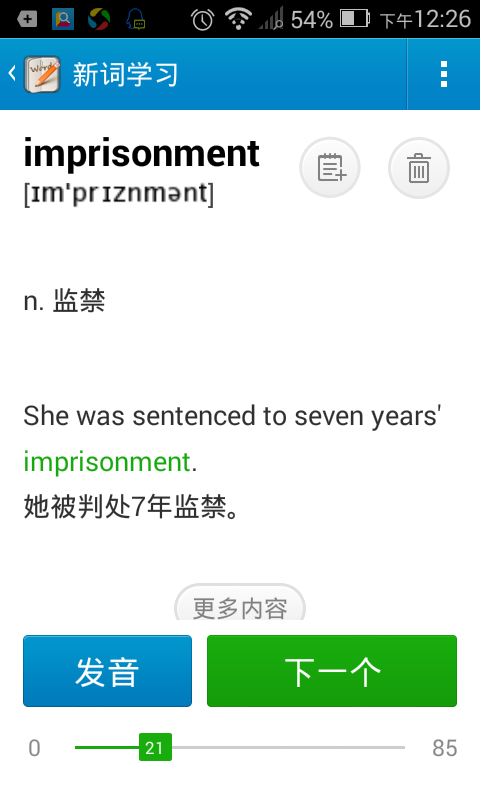 54% 下午12:26
新词学习
imprisonment
[ɪm'prɪznmənt]
n. 监禁
She was sentenced to seven years'
imprisonment.
她被判处7年监禁。
更多内容
发音 下一个
0 21 85